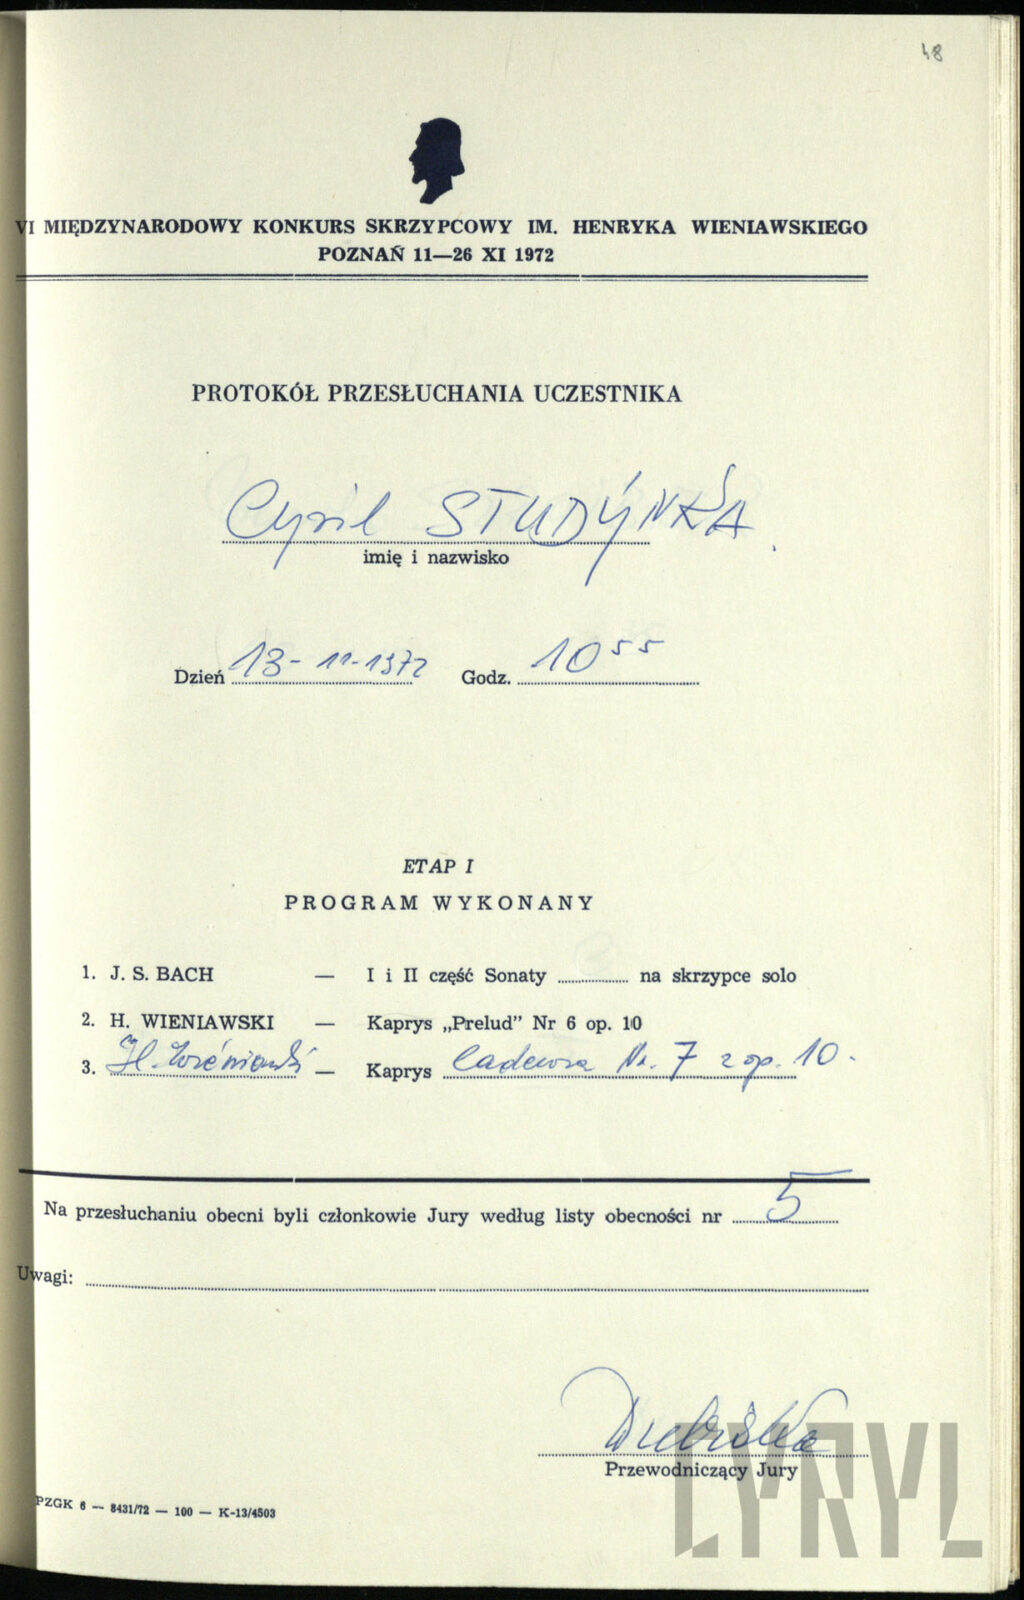 48
VI MIĘDZYNARODOWY KONKURS SKRZYPCOWY IM. HENRYKA WIENIAWSKIEGO
POZNAŃ 11—26 XI 1972
PROTOKÓŁ PRZESŁUCHANIA UCZESTNIKA
Cyril STUDÝNKA
imię i nazwisko
Dzień 13-11-1972 Godz. 10 55
ETAP I
PROGRAM WYKONANY
1. J. S. BACH — I i II część Sonaty na skrzypce solo
2. H. WIENIAWSKI — Kaprys „Prelud” Nr 6 op. 10
3. H. Wieniawski — Kaprys Cadenza Nr. 7 z op. 10.
Na przesłuchaniu obecni byli członkowie Jury według listy obecności nr 5
Uwagi:
Dubiska
Przewodniczący Jury
PZGK 6 — 8431/72 — 100 — K-13/4503
CYRYL